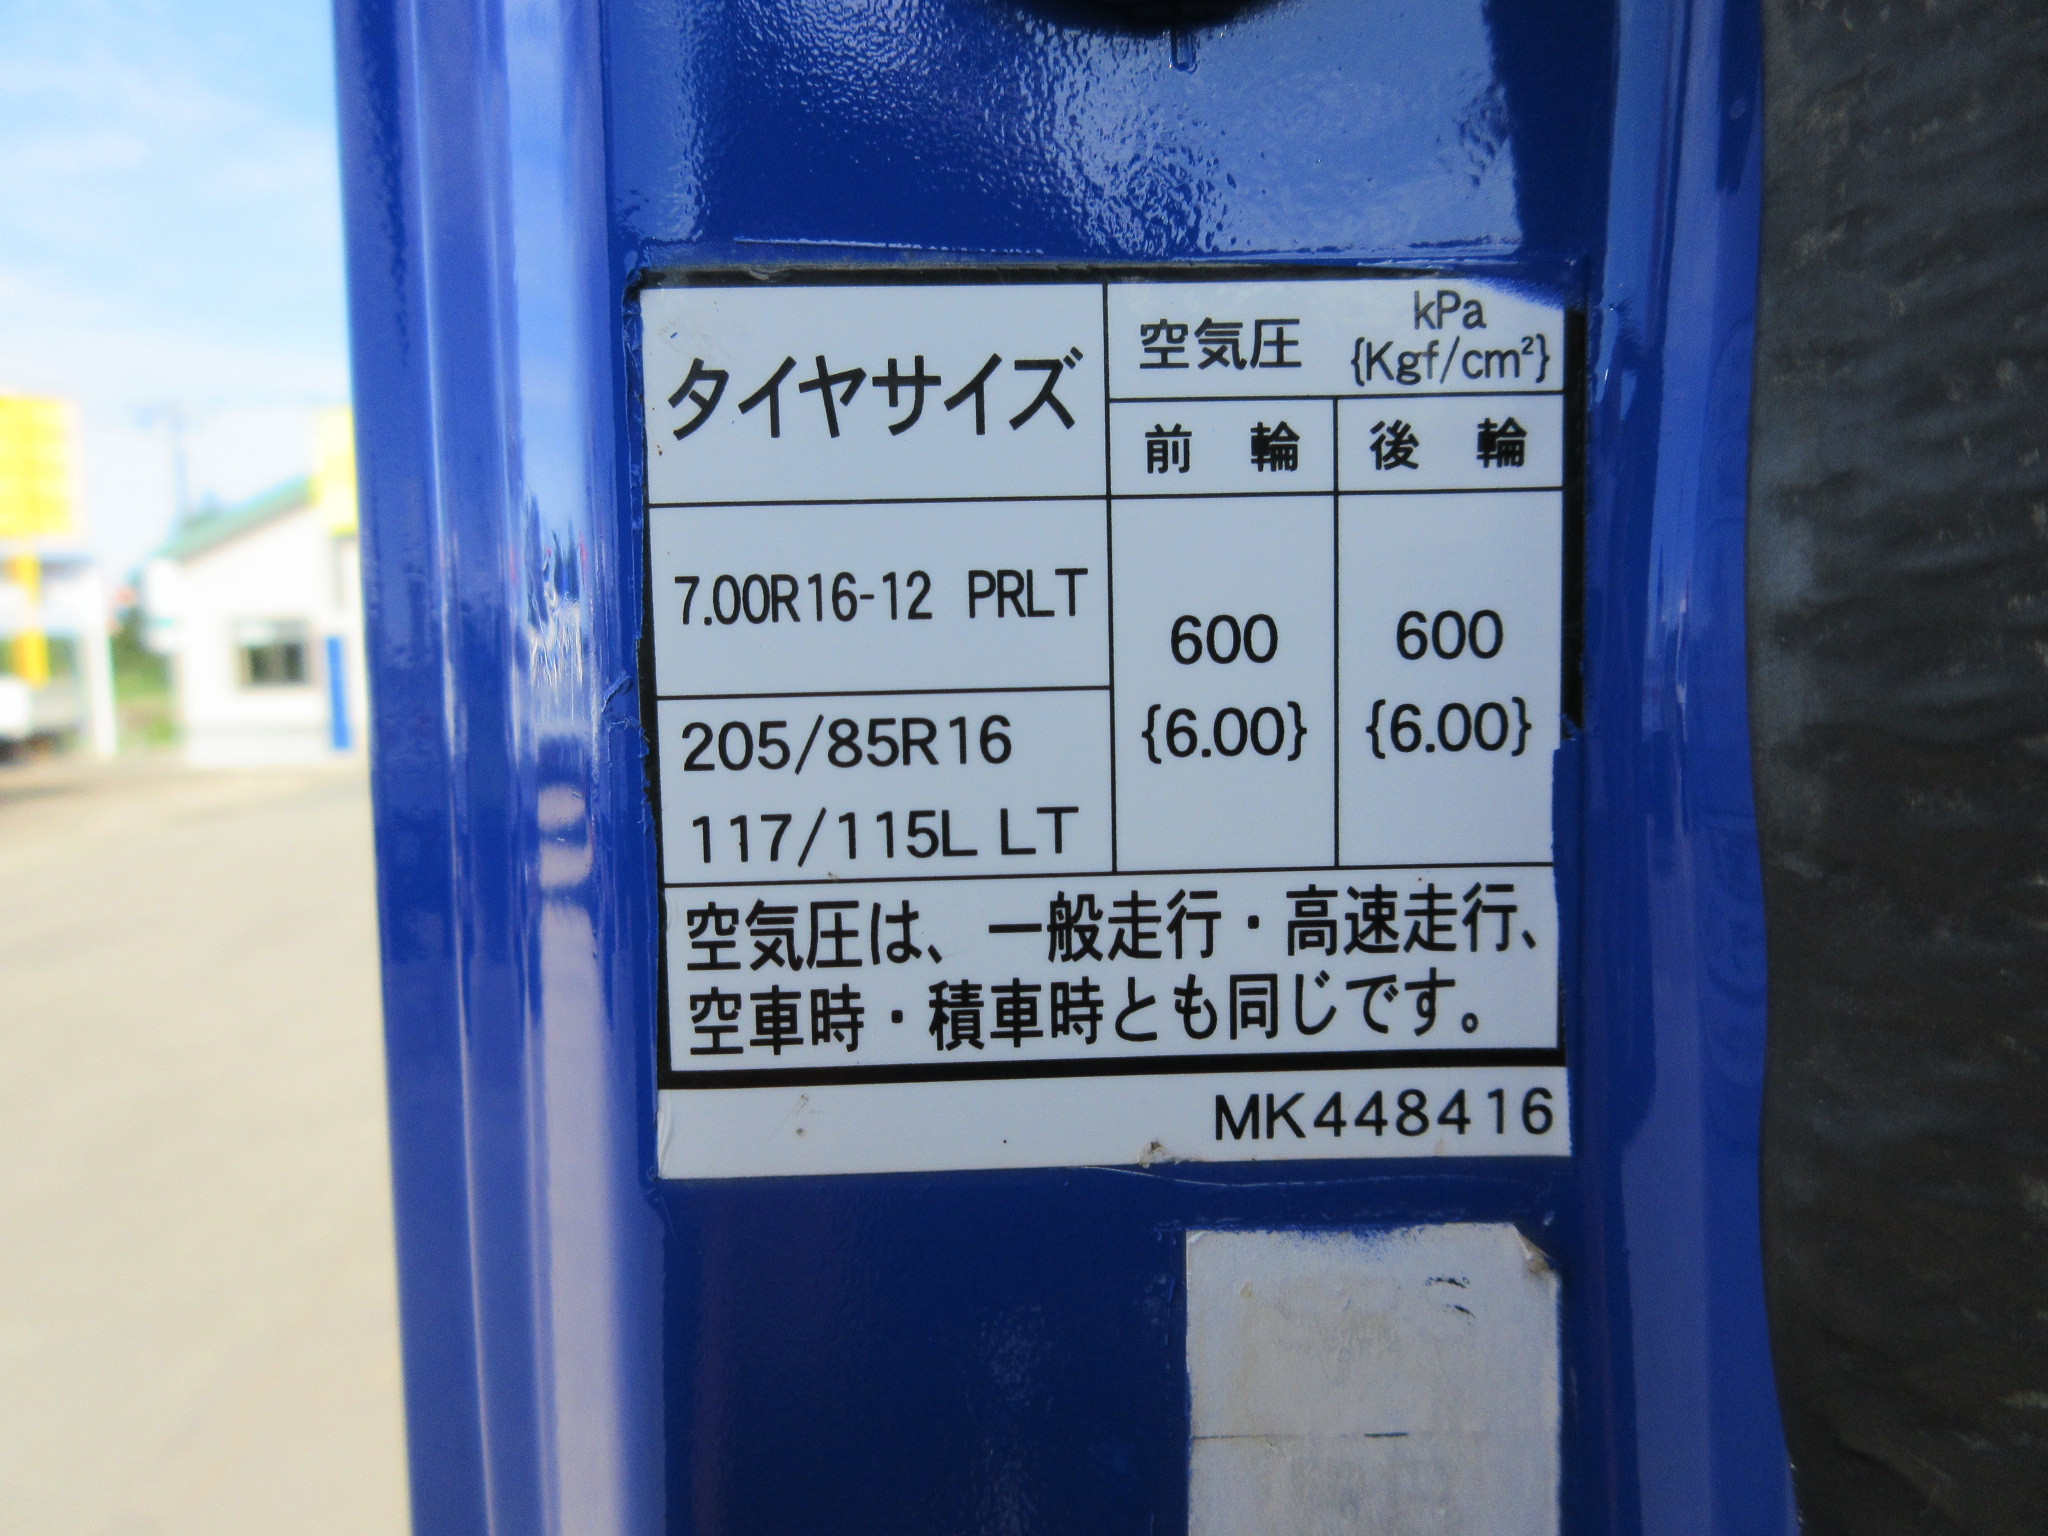 タイヤサイズ
空気圧 kPa
{Kgf/cm²}
前輪 後輪
7.00R16-12 PRLT
600 600
{6.00} {6.00}
205/85R16
117/115L LT
空気圧は、一般走行・高速走行、
空車時・積車時とも同じです。
MK448416